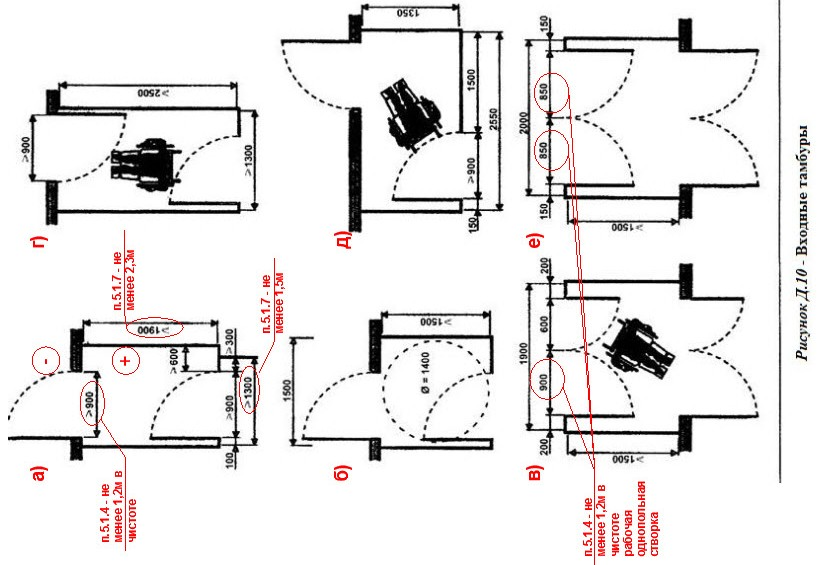 г)
>900
>2500
>1300
п.5.1.7 - не
менее 2,3м
а)
-
+
>900
>1900
>600
>300
>900
>1300
100
п.5.1.4 - не
менее 1,2м в
чистоте
п.5.1.7 - не
менее 1,5м
д)
1350
1500
2550
>900
150
б)
1500
>1500
Ø = 1400
е)
150
850
2000
850
150
>1500
в)
200
600
1900
900
200
>1500
п.5.1.4 - не
менее 1,2м в
чистоте
рабочая
однопольная
створка
Рисунок Д.10 - Входные тамбуры